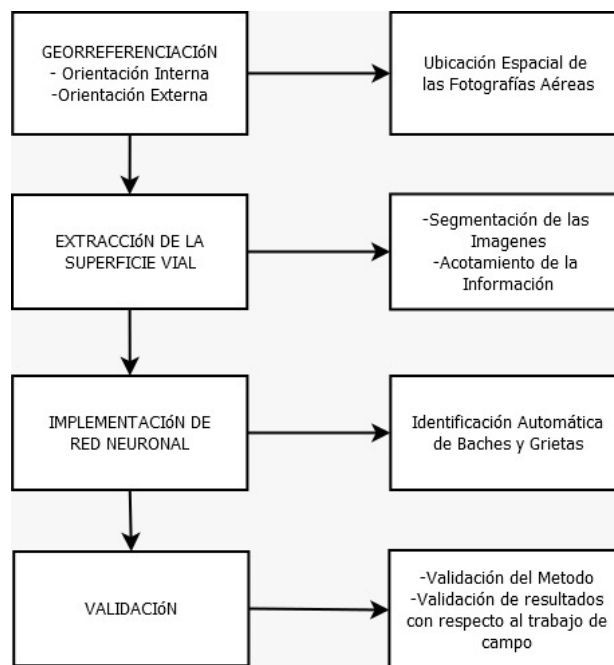 GEORREFERENCIACIóN
- Orientación Interna
-Orientación Externa
Ubicación Espacial de
las Fotografías Aéreas
EXTRACCIóN DE LA
SUPERFICIE VIAL
-Segmentación de las
Imagenes
-Acotamiento de la
Información
IMPLEMENTACIóN DE
RED NEURONAL
Identificación Automática
de Baches y Grietas
VALIDACIóN
-Validación del Metodo
-Validación de resultados
con respecto al trabajo de
campo